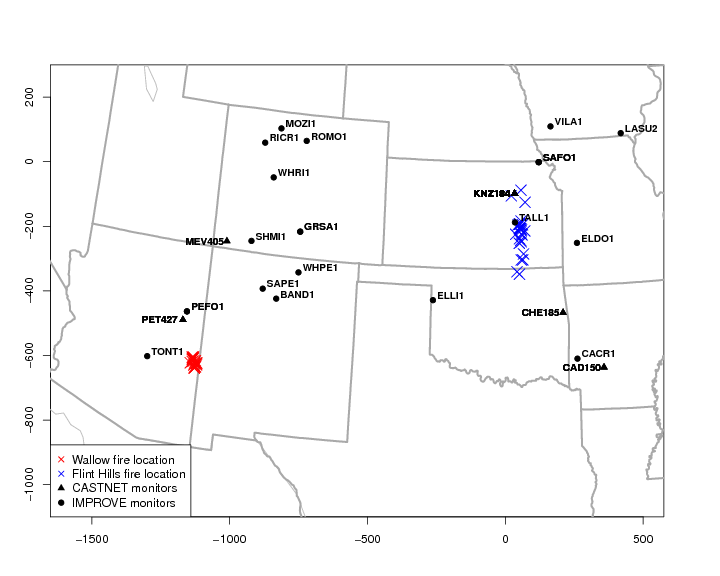 200
0
−200
−400
−600
−800
−1000
−1500
−1000
−500
0
500
MOZI1
RICR1
ROMO1
WHRI1
GRSA1
SHMI1
MEV405
WHPE1
SAPE1
BAND1
PEFO1
PET427
TONT1
VILA1
LASU2
SAFO1
TALL1
ELDO1
ELLI1
CHE185
CACR1
CAD150
Wallow fire location
Flint Hills fire location
CASTNET monitors
IMPROVE monitors